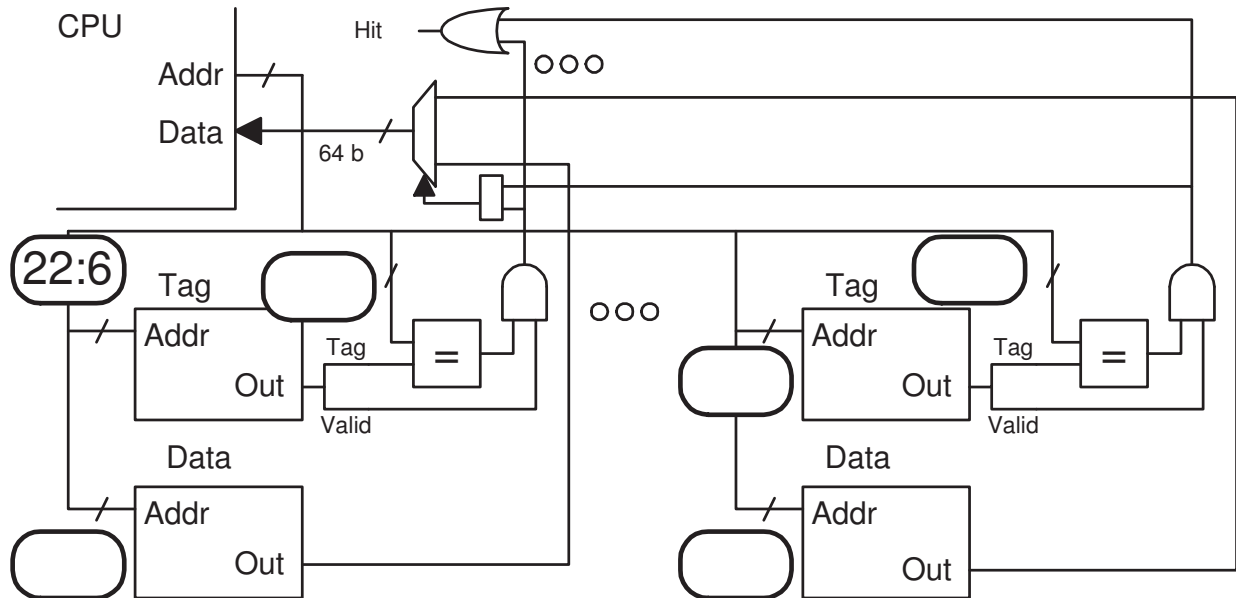 CPU
Hit
Addr
Data
64 b
22:6
Tag
Addr
Out
Tag
=
Valid
Data
Addr
Out
Tag
Addr
Out
Tag
=
Valid
Data
Addr
Out